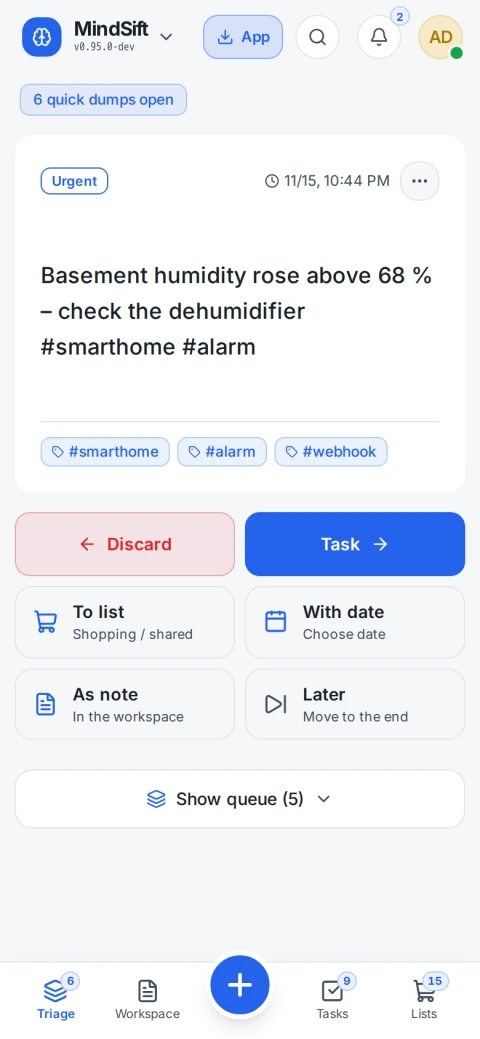 MindSift
v0.95.0-dev
App
2
AD
6 quick dumps open
Urgent
11/15, 10:44 PM
Basement humidity rose above 68 %
– check the dehumidifier
#smarthome #alarm
#smarthome
#alarm
#webhook
Discard
Task
To list
Shopping / shared
With date
Choose date
As note
In the workspace
Later
Move to the end
Show queue (5)
6
Triage
Workspace
9
Tasks
15
Lists